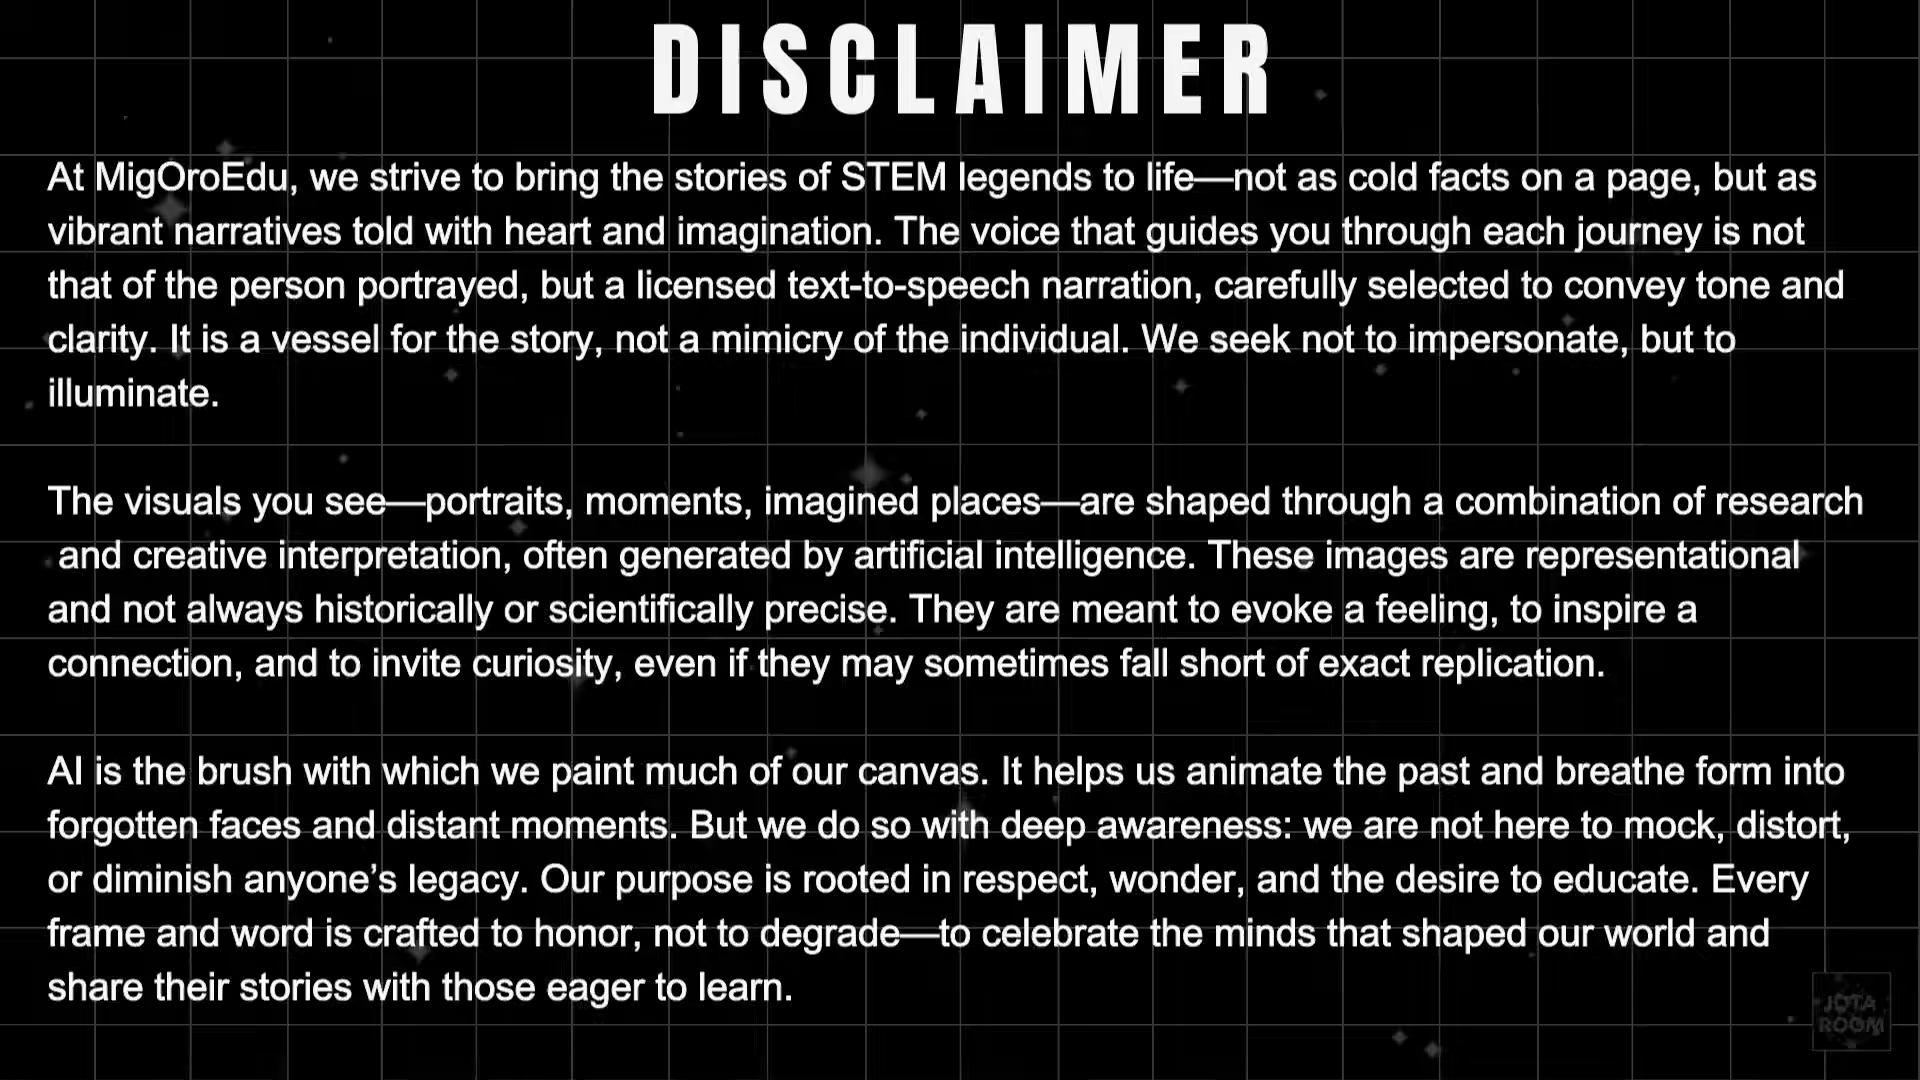 DISCLAIMER
At MigOroEdu, we strive to bring the stories of STEM legends to life—not as cold facts on a page, but as
vibrant narratives told with heart and imagination. The voice that guides you through each journey is not
that of the person portrayed, but a licensed text-to-speech narration, carefully selected to convey tone and
clarity. It is a vessel for the story, not a mimicry of the individual. We seek not to impersonate, but to
illuminate.
The visuals you see—portraits, moments, imagined places—are shaped through a combination of research
and creative interpretation, often generated by artificial intelligence. These images are representational
and not always historically or scientifically precise. They are meant to evoke a feeling, to inspire a
connection, and to invite curiosity, even if they may sometimes fall short of exact replication.
AI is the brush with which we paint much of our canvas. It helps us animate the past and breathe form into
forgotten faces and distant moments. But we do so with deep awareness: we are not here to mock, distort,
or diminish anyone’s legacy. Our purpose is rooted in respect, wonder, and the desire to educate. Every
frame and word is crafted to honor, not to degrade—to celebrate the minds that shaped our world and
share their stories with those eager to learn.
JOTA
ROOM